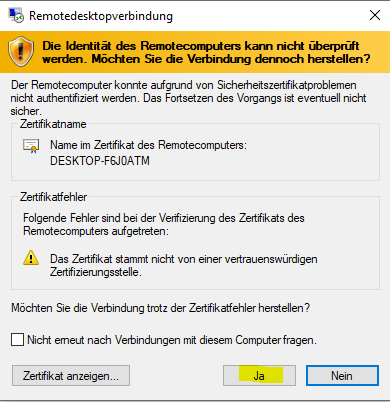 Remotedesktopverbindung
Die Identität des Remotecomputers kann nicht überprüft
werden. Möchten Sie die Verbindung dennoch herstellen?
Der Remotecomputer konnte aufgrund von Sicherheitszertifikatproblemen
nicht authentifiziert werden. Das Fortsetzen des Vorgangs ist eventuell nicht
sicher.
Zertifikatname
Name im Zertifikat des Remotecomputers:
DESKTOP-F6J0ATM
Zertifikatfehler
Folgende Fehler sind bei der Verifizierung des Zertifikats des
Remotecomputers aufgetreten:
Das Zertifikat stammt nicht von einer vertrauenswürdigen
Zertifizierungsstelle.
Möchten Sie die Verbindung trotz der Zertifikatfehler herstellen?
Nicht erneut nach Verbindungen mit diesem Computer fragen.
Zertifikat anzeigen... Ja Nein